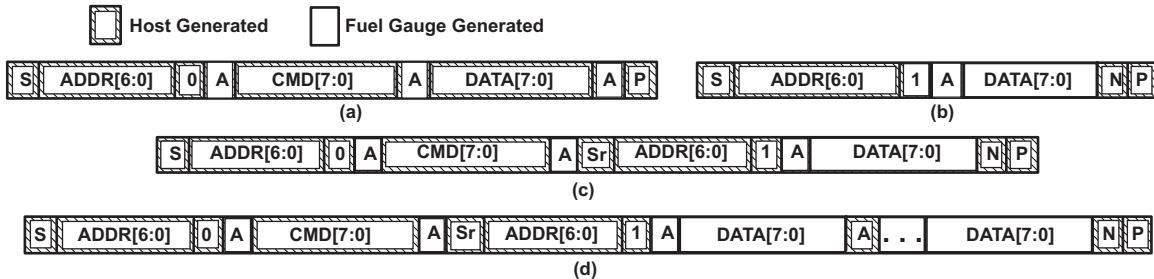 Host Generated Fuel Gauge Generated
S ADDR[6:0] 0 A CMD[7:0] A DATA[7:0] A P S ADDR[6:0] 1 A DATA[7:0] N P
(a) (b)
S ADDR[6:0] 0 A CMD[7:0] A Sr ADDR[6:0] 1 A DATA[7:0] N P
(c)
S ADDR[6:0] 0 A CMD[7:0] A Sr ADDR[6:0] 1 A DATA[7:0] A ... DATA[7:0] N P
(d)